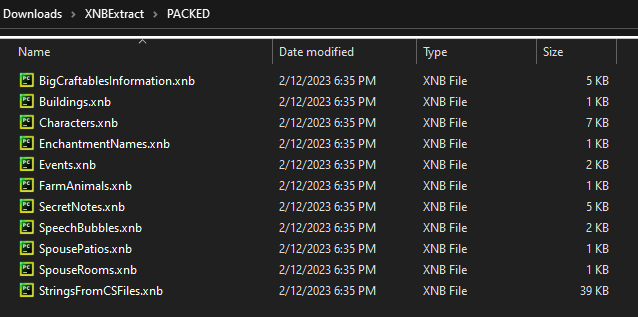 Downloads > XNBExtract > PACKED
Name Date modified Type Size
BigCraftablesInformation.xnb 2/12/2023 6:35 PM XNB File 5 KB
Buildings.xnb 2/12/2023 6:35 PM XNB File 1 KB
Characters.xnb 2/12/2023 6:35 PM XNB File 7 KB
EnchantmentNames.xnb 2/12/2023 6:35 PM XNB File 1 KB
Events.xnb 2/12/2023 6:35 PM XNB File 2 KB
FarmAnimals.xnb 2/12/2023 6:35 PM XNB File 1 KB
SecretNotes.xnb 2/12/2023 6:35 PM XNB File 5 KB
SpeechBubbles.xnb 2/12/2023 6:35 PM XNB File 2 KB
SpousePatios.xnb 2/12/2023 6:35 PM XNB File 1 KB
SpouseRooms.xnb 2/12/2023 6:35 PM XNB File 1 KB
StringsFromCSFiles.xnb 2/12/2023 6:35 PM XNB File 39 KB